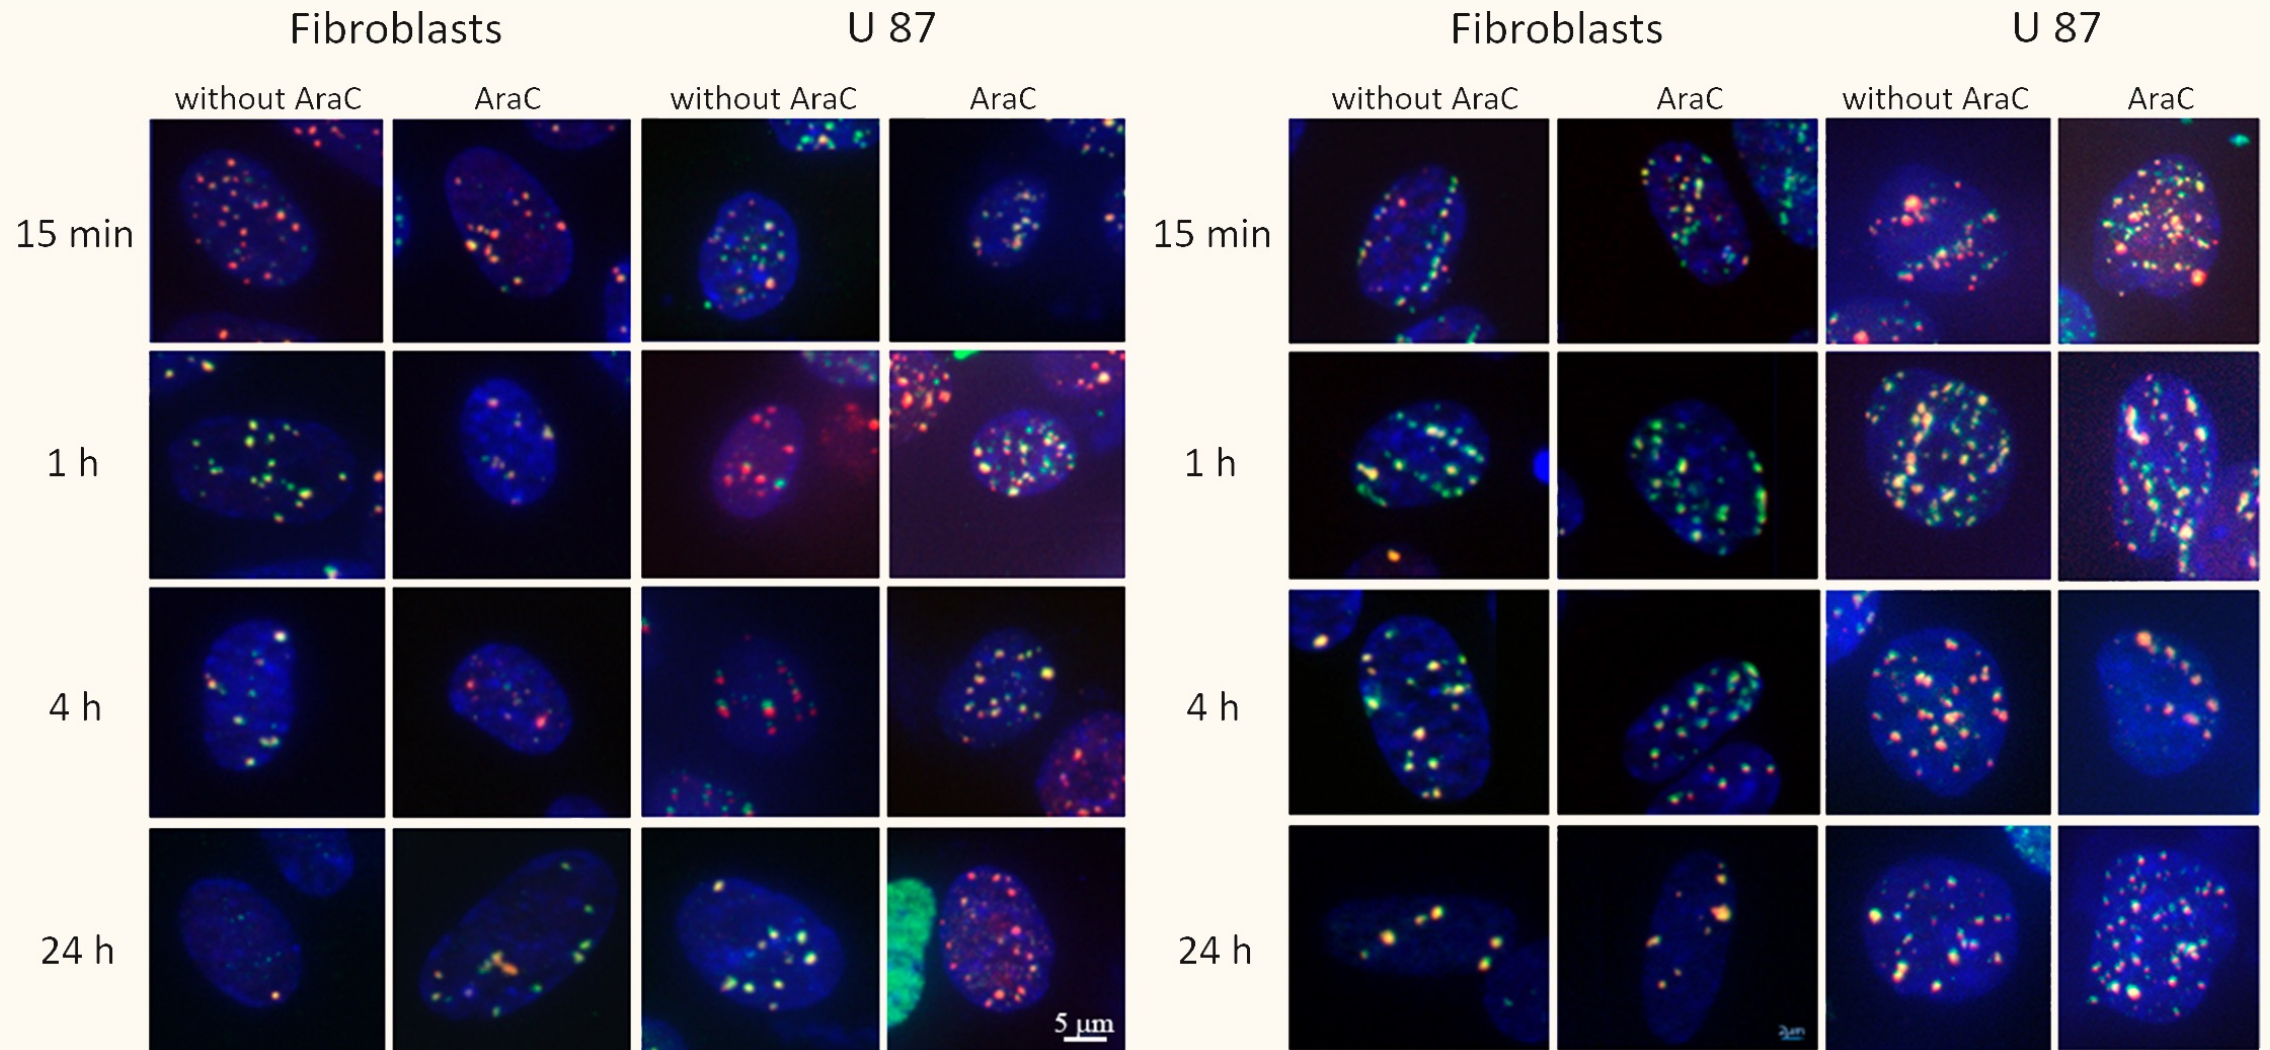 Fibroblasts U 87 Fibroblasts U 87
without AraC AraC without AraC AraC without AraC AraC without AraC AraC
15 min 15 min
1 h 1 h
4 h 4 h
24 h 24 h
5 μm 2μm